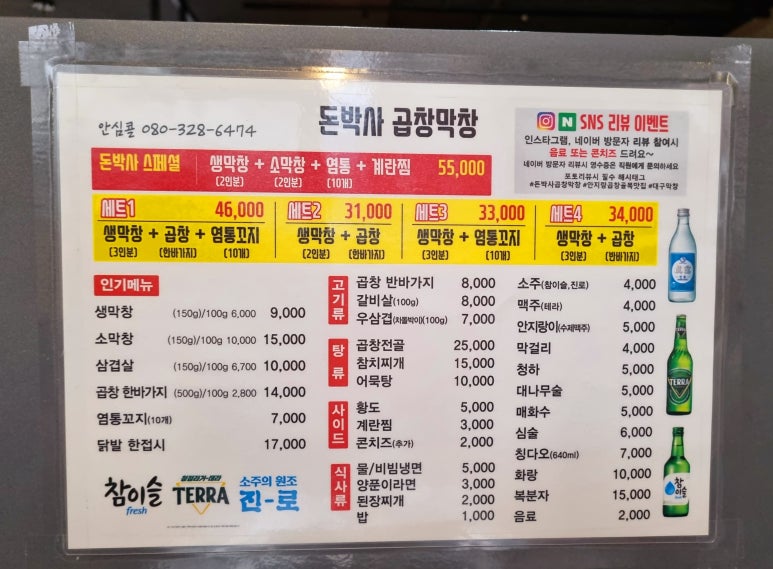 안심콜 080-328-6474
돈박사 곱창막창
SNS 리뷰 이벤트
인스타그램, 네이버 방문자 리뷰 참여시
음료 또는 콘치즈 드려요~
네이버 방문자 리뷰시 영수증은 직원에게 문의하세요
포토리뷰시 필수 해시태그
#돈박사곱창막창 #안지랑곱창골목맛집 #대구막창
돈박사 스페셜 생막창 + 소막창 + 염통 + 계란찜 55,000
(2인분) (2인분) (10개)
세트1 46,000
생막창 + 곱창 + 염통꼬지
(3인분) (한바가지) (10개)
세트2 31,000
생막창 + 곱창
(2인분) (한바가지)
세트3 33,000
생막창 + 염통꼬지
(3인분) (10개)
세트4 34,000
생막창 + 곱창
(3인분) (반바가지)
인기메뉴
생막창 (150g)/100g 6,000 9,000
소막창 (150g)/100g 10,000 15,000
삼겹살 (150g)/100g 6,700 10,000
곱창 한바가지 (500g)/100g 2,800 14,000
염통꼬지(10개) 7,000
닭발 한접시 17,000
참이슬
fresh
청정라거-테라
TERRA
소주의 원조
진-로
고기류
곱창 반바가지 8,000
갈비살(100g) 8,000
우삼겹(차돌박이)(100g) 7,000
탕류
곱창전골 25,000
참치찌개 15,000
어묵탕 10,000
사이드
황도 5,000
계란찜 3,000
콘치즈(추가) 2,000
식사류
물/비빔냉면 5,000
양푼이라면 3,000
된장찌개 2,000
밥 1,000
소주(참이슬,진로) 4,000
맥주(테라) 4,000
안지랑이(수제맥주) 5,000
막걸리 4,000
청하 5,000
대나무술 5,000
매화수 5,000
심술 6,000
칭다오(640ml) 7,000
화랑 10,000
복분자 15,000
음료 2,000
TERRA
참이슬